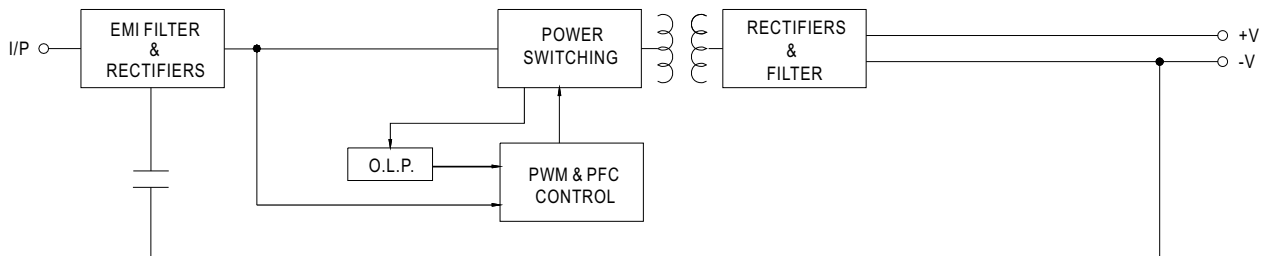 I/P
EMI FILTER
&
RECTIFIERS
POWER
SWITCHING
RECTIFIERS
&
FILTER
+V
-V
O.L.P.
PWM & PFC
CONTROL